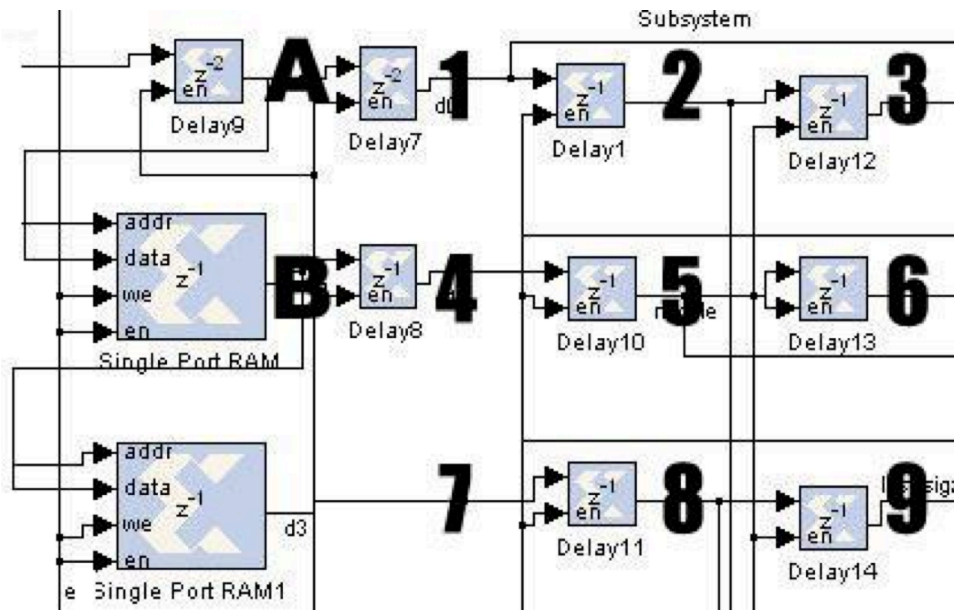 Subsystem
z-2
en
Delay9
A
z-2
en
Delay7
1
z-1
en
Delay1
2
z-1
en
Delay12
3
addr
data
we
en
z-1
Single Port RAM
B
z-1
en
Delay8
4
z-1
en
Delay10
5
z-1
en
Delay13
6
addr
data
we
en
z-1
d3
Single Port RAM1
e
7
z-1
en
Delay11
8
z-1
en
Delay14
9